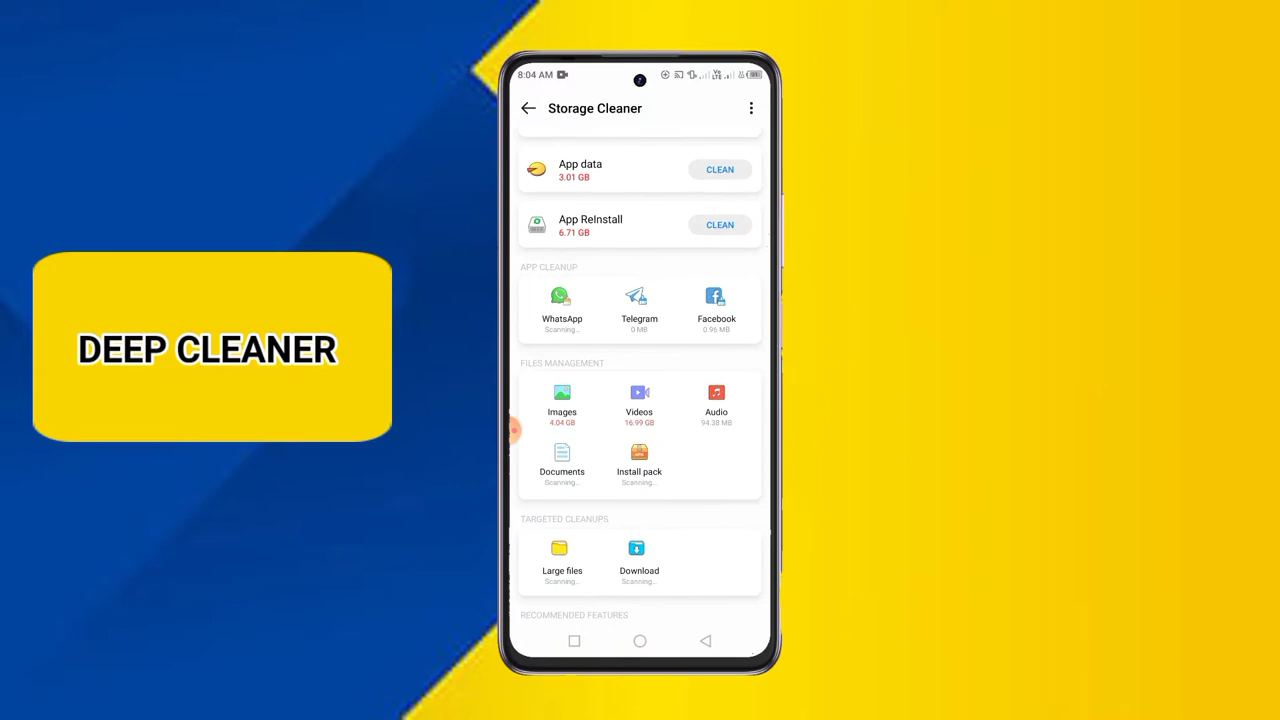 8:04 AM
Storage Cleaner
App data
3.01 GB
CLEAN
App ReInstall
6.71 GB
CLEAN
APP CLEANUP
WhatsApp
Telegram
Facebook
Scanning...
0 MB
0.96 MB
FILES MANAGEMENT
Images
Videos
Audio
4.04 GB
16.99 GB
94.38 MB
Documents
Install pack
Scanning...
Scanning...
TARGETED CLEANUPS
Large files
Download
Scanning...
Scanning...
RECOMMENDED FEATURES
DEEP CLEANER